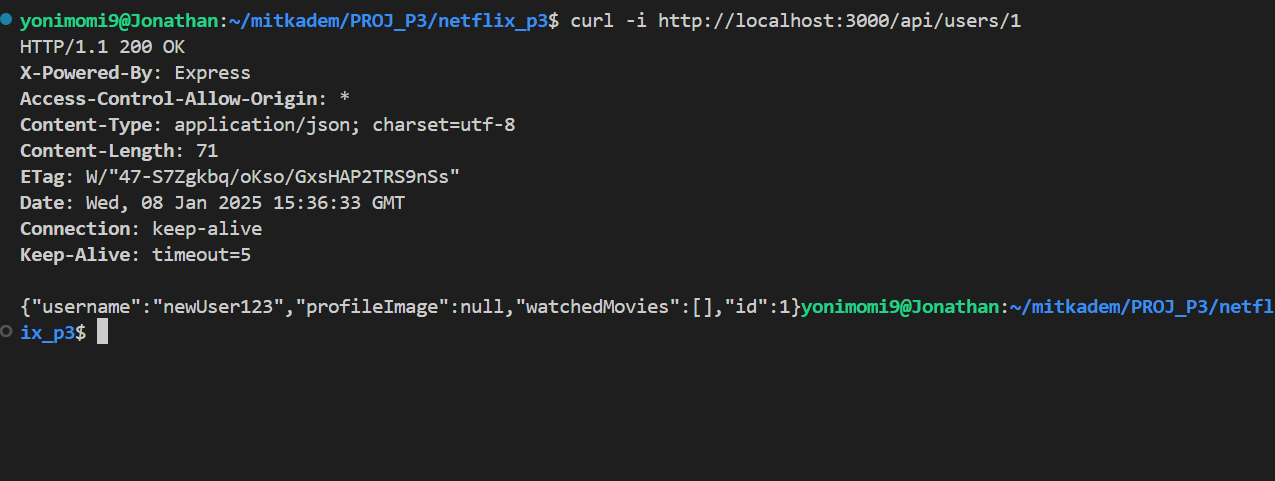 yonimomi9@Jonathan:~/mitkadem/PROJ_P3/netflix_p3$ curl -i http://localhost:3000/api/users/1
HTTP/1.1 200 OK
X-Powered-By: Express
Access-Control-Allow-Origin: *
Content-Type: application/json; charset=utf-8
Content-Length: 71
ETag: W/"47-S7Zgkbq/oKso/GxsHAP2TRS9nSs"
Date: Wed, 08 Jan 2025 15:36:33 GMT
Connection: keep-alive
Keep-Alive: timeout=5
{"username":"newUser123","profileImage":null,"watchedMovies":[],"id":1}yonimomi9@Jonathan:~/mitkadem/PROJ_P3/netfl
ix_p3$